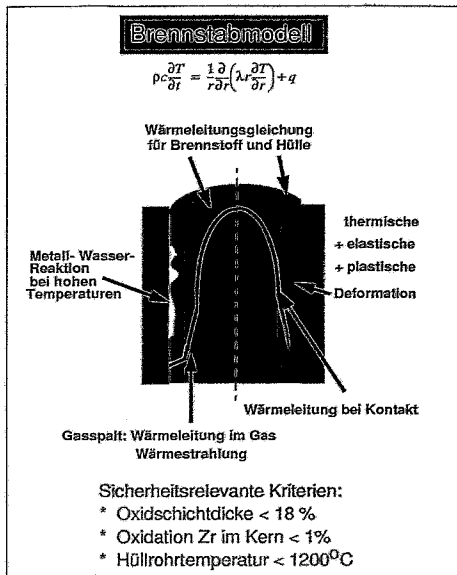 Brennstabmodell
ρc∂T/∂t = 1/r ∂/∂r(λr∂T/∂r) + q
Wärmeleitungsgleichung
für Brennstoff und Hülle
thermische
+ elastische
+ plastische
Deformation
Metall- Wasser-
Reaktion
bei hohen
Temperaturen
Wärmeleitung bei Kontakt
Gasspalt: Wärmeleitung im Gas
Wärmestrahlung
Sicherheitsrelevante Kriterien:
* Oxidschichtdicke < 18 %
* Oxidation Zr im Kern < 1%
* Hüllrohrtemperatur < 1200°C